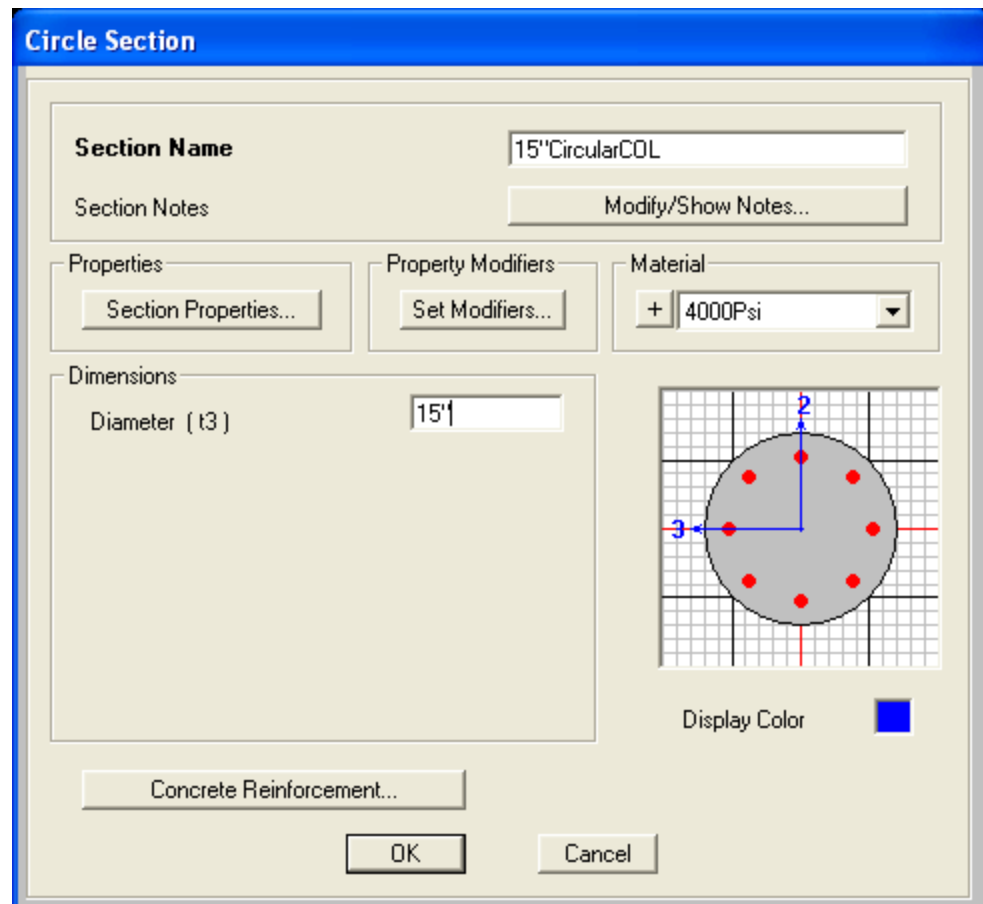 Circle Section
Section Name
15"CircularCOL
Section Notes
Modify/Show Notes...
Properties
Property Modifiers
Material
Section Properties...
Set Modifiers...
+
4000Psi
Dimensions
Diameter ( t3 )
15"
2
3
Display Color
Concrete Reinforcement...
OK
Cancel